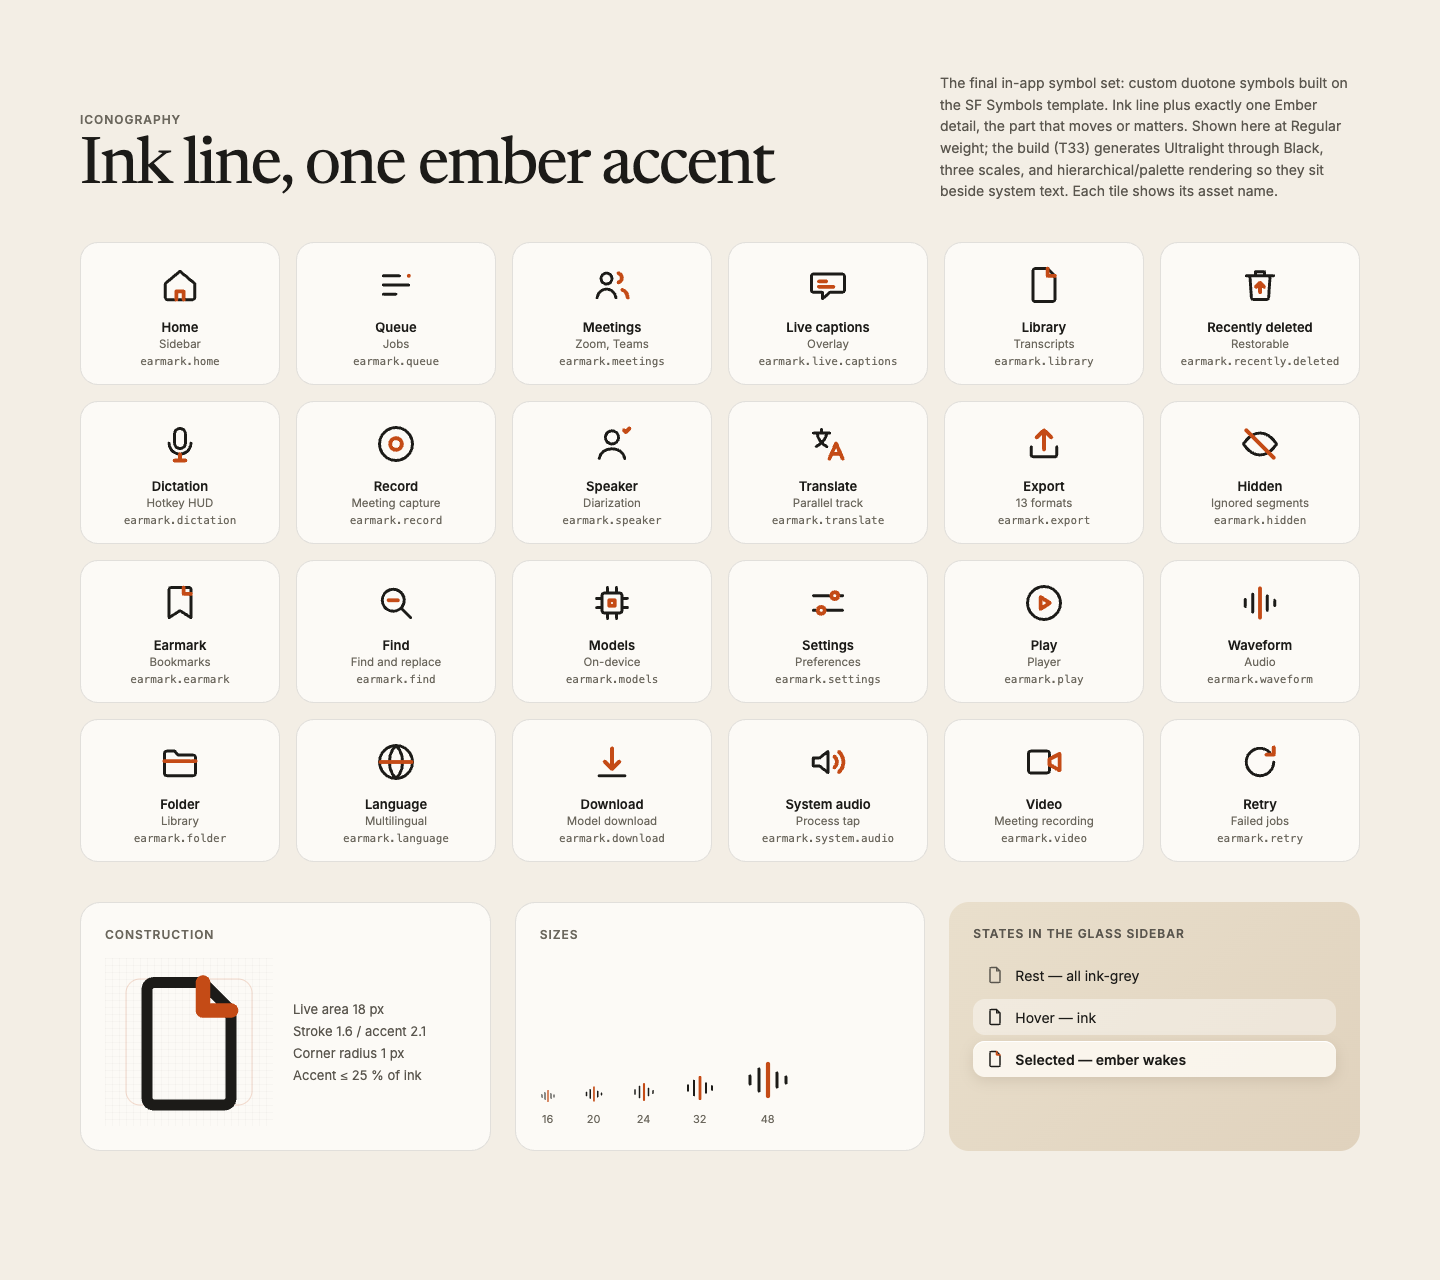 ICONOGRAPHY
Ink line, one ember accent
The final in-app symbol set: custom duotone symbols built on
the SF Symbols template. Ink line plus exactly one Ember
detail, the part that moves or matters. Shown here at Regular
weight; the build (T33) generates Ultralight through Black,
three scales, and hierarchical/palette rendering so they sit
beside system text. Each tile shows its asset name.
Home
Sidebar
earmark.home
Queue
Jobs
earmark.queue
Meetings
Zoom, Teams
earmark.meetings
Live captions
Overlay
earmark.live.captions
Library
Transcripts
earmark.library
Recently deleted
Restorable
earmark.recently.deleted
Dictation
Hotkey HUD
earmark.dictation
Record
Meeting capture
earmark.record
Speaker
Diarization
earmark.speaker
Translate
Parallel track
earmark.translate
Export
13 formats
earmark.export
Hidden
Ignored segments
earmark.hidden
Earmark
Bookmarks
earmark.earmark
Find
Find and replace
earmark.find
Models
On-device
earmark.models
Settings
Preferences
earmark.settings
Play
Player
earmark.play
Waveform
Audio
earmark.waveform
Folder
Library
earmark.folder
Language
Multilingual
earmark.language
Download
Model download
earmark.download
System audio
Process tap
earmark.system.audio
Video
Meeting recording
earmark.video
Retry
Failed jobs
earmark.retry
CONSTRUCTION
Live area 18 px
Stroke 1.6 / accent 2.1
Corner radius 1 px
Accent ≤ 25 % of ink
SIZES
16 20 24 32 48
STATES IN THE GLASS SIDEBAR
Rest — all ink-grey
Hover — ink
Selected — ember wakes